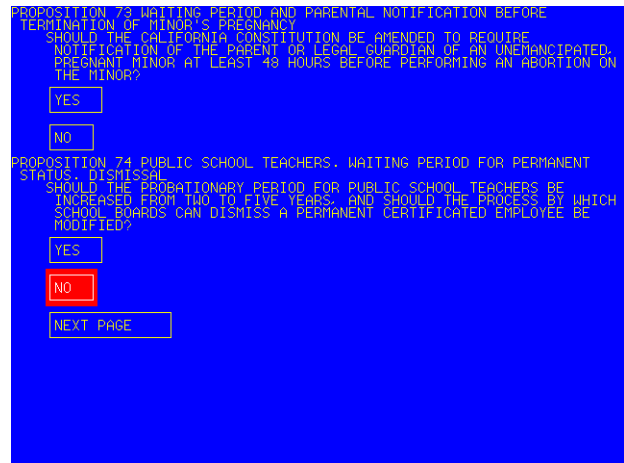 PROPOSITION 73 WAITING PERIOD AND PARENTAL NOTIFICATION BEFORE
TERMINATION OF MINOR'S PREGNANCY
SHOULD THE CALIFORNIA CONSTITUTION BE AMENDED TO REQUIRE
NOTIFICATION OF THE PARENT OR LEGAL GUARDIAN OF AN UNEMANCIPATED,
PREGNANT MINOR AT LEAST 48 HOURS BEFORE PERFORMING AN ABORTION ON
THE MINOR?
YES
NO
PROPOSITION 74 PUBLIC SCHOOL TEACHERS. WAITING PERIOD FOR PERMANENT
STATUS. DISMISSAL
SHOULD THE PROBATIONARY PERIOD FOR PUBLIC SCHOOL TEACHERS BE
INCREASED FROM TWO TO FIVE YEARS, AND SHOULD THE PROCESS BY WHICH
SCHOOL BOARDS CAN DISMISS A PERMANENT CERTIFICATED EMPLOYEE BE
MODIFIED?
YES
NO
NEXT PAGE